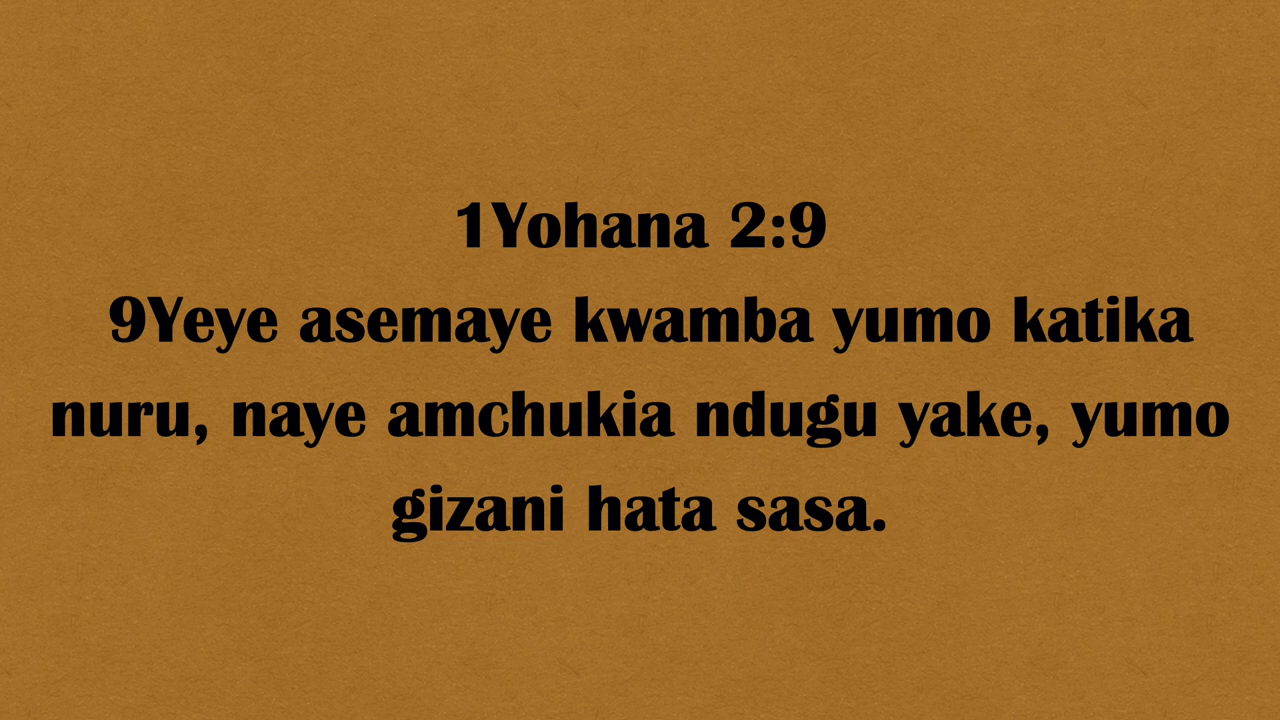 1Yohana 2:9
9Yeye asemaye kwamba yumo katika
nuru, naye amchukia ndugu yake, yumo
gizani hata sasa.